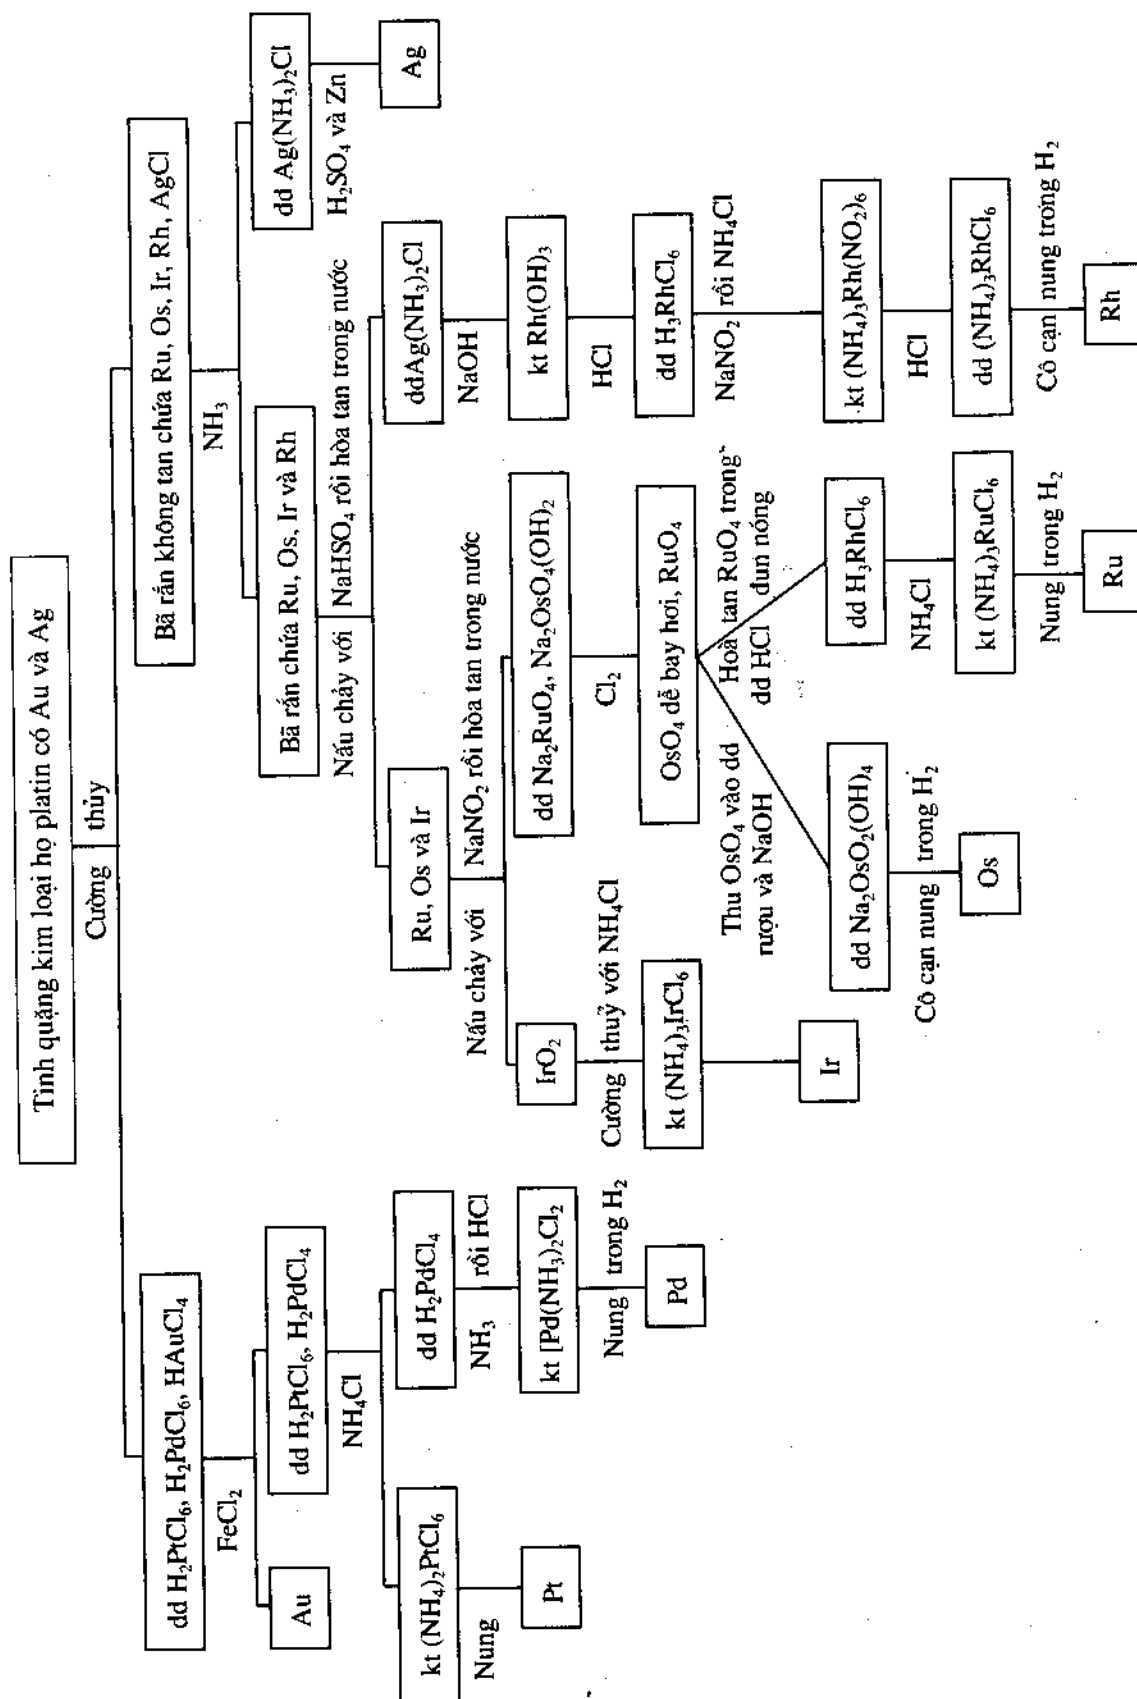 Tinh quặng kim loại họ platin có Au và Ag
Cường thủy
dd H₂PtCl₆, H₂PdCl₆, HAuCl₄
Bã rắn không tan chứa Ru, Os, Ir, Rh, AgCl
FeCl₂
NH₃
Au
dd H₂PtCl₆, H₂PdCl₄
Bã rắn chứa Ru, Os, Ir và Rh
dd Ag(NH₃)₂Cl
NH₄Cl
Nấu chảy với NaHSO₄ rồi hòa tan trong nước
H₂SO₄ và Zn
Ag
kt (NH₄)₂PtCl₆
dd H₂PdCl₄
Ru, Os và Ir
ddAg(NH₃)₂Cl
Nung
NH₃ rồi HCl
Nấu chảy với NaNO₂ rồi hòa tan trong nước
NaOH
Pt
kt [Pd(NH₃)₂Cl₂
IrO₂
dd Na₂RuO₄, Na₂OsO₄(OH)₂
kt Rh(OH)₃
Nung trong H₂
Cường thuỷ với NH₄Cl
Cl₂
HCl
Pd
kt (NH₄)₃IrCl₆
OsO₄ dễ bay hơi, RuO₄
dd H₃RhCl₆
Thu OsO₄ vào dd
rượu và NaOH
Hoà tan RuO₄ trong
dd HCl đun nóng
NaNO₂ rồi NH₄Cl
Ir
dd Na₂OsO₂(OH)₄
dd H₃RhCl₆
kt (NH₄)₃Rh(NO₂)₆
Cô cạn nung trong H₂
NH₄Cl
HCl
Os
kt (NH₄)₃RuCl₆
dd (NH₄)₃RhCl₆
Nung trong H₂
Cô cạn nung trong H₂
Ru
Rh